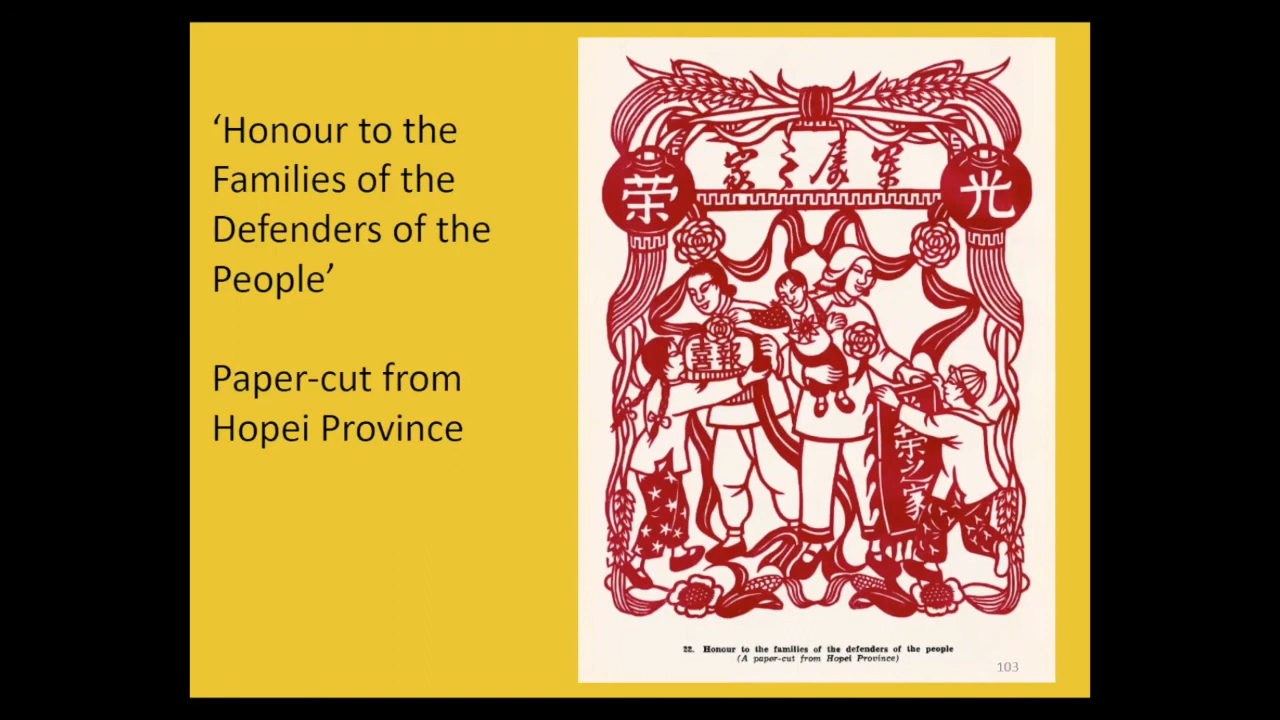 ‘Honour to the
Families of the
Defenders of the
People’
Paper-cut from
Hopei Province
軍属之家
荣
光
喜報
荣之家
22. Honour to the families of the defenders of the people
(A paper-cut from Hopei Province)
103